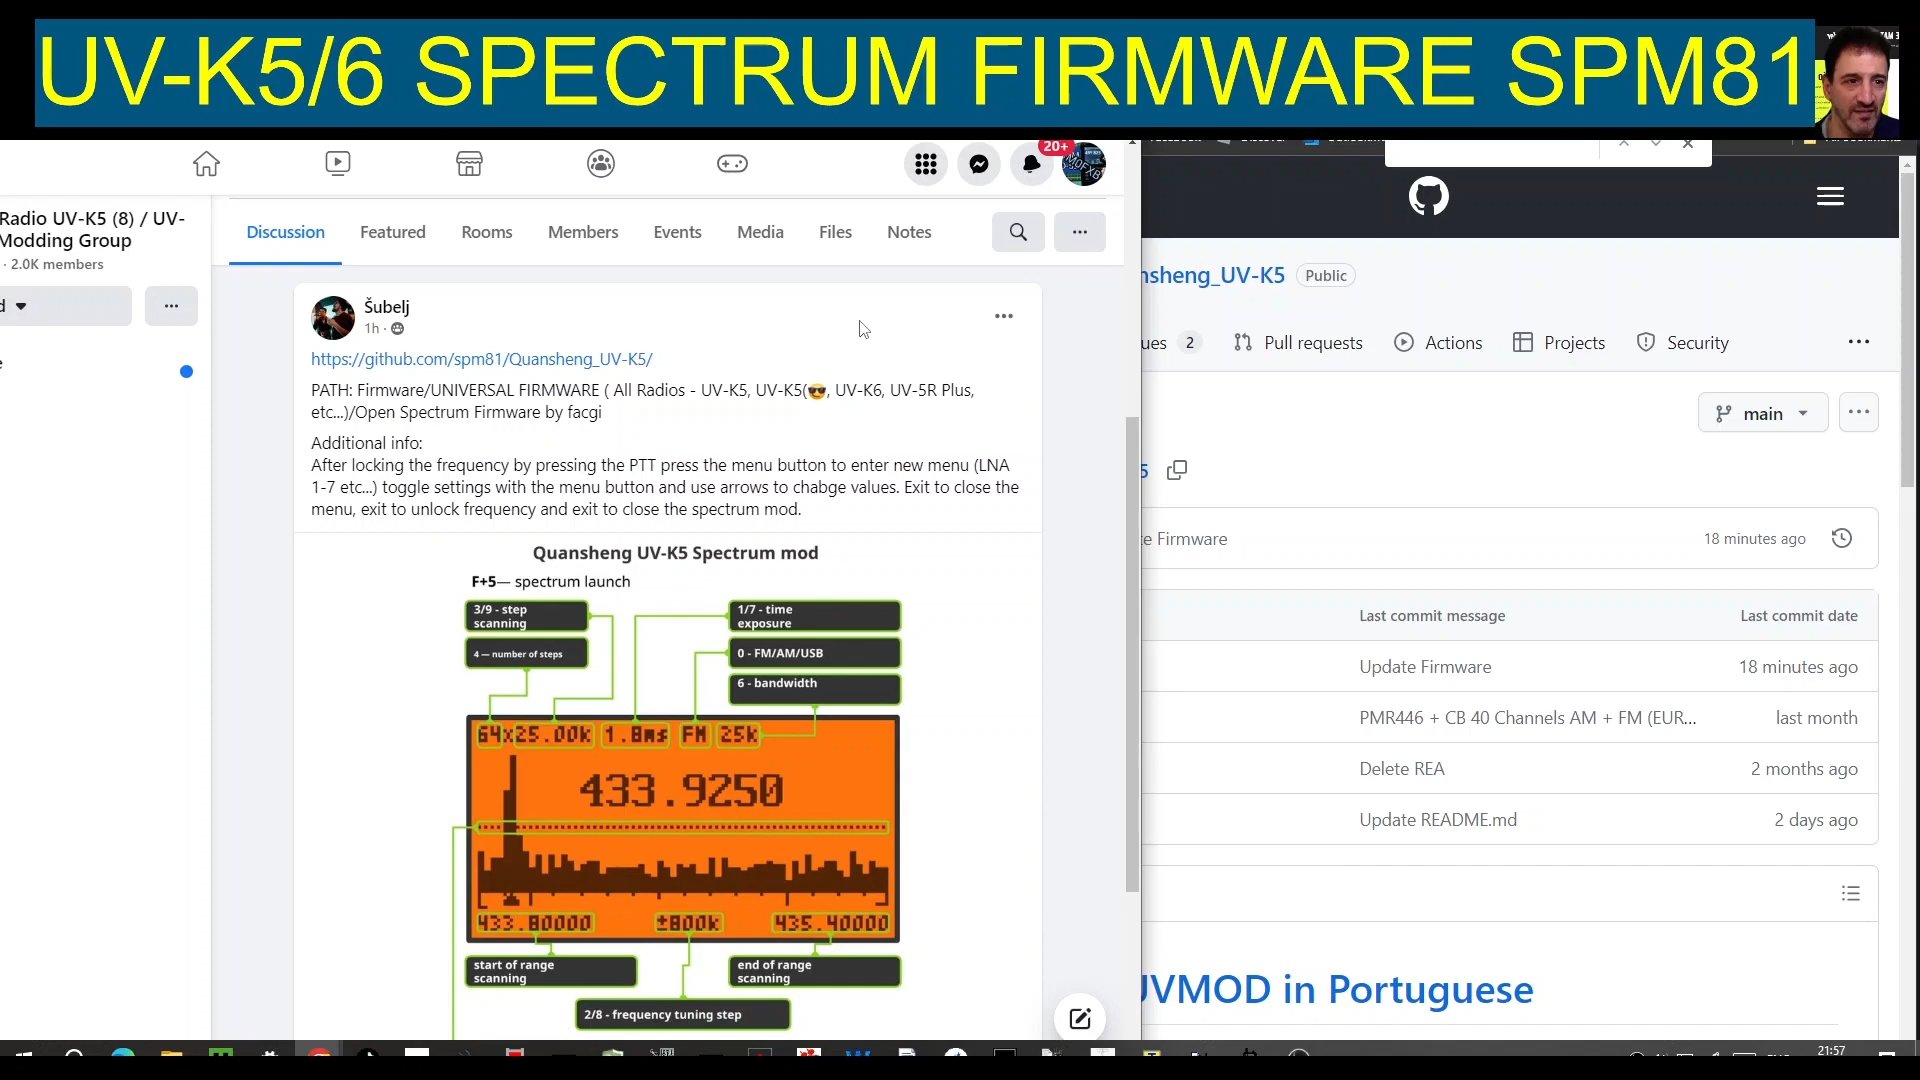 UV-K5/6 SPECTRUM FIRMWARE SPM81
20+
Radio UV-K5 (8) / UV-
Modding Group
· 2.0K members
Discussion
Featured
Rooms
Members
Events
Media
Files
Notes
Šubelj
1h ·
https://github.com/spm81/Quansheng_UV-K5/
PATH: Firmware/UNIVERSAL FIRMWARE ( All Radios - UV-K5, UV-K5(😎, UV-K6, UV-5R Plus,
etc...)/Open Spectrum Firmware by facgi
Additional info:
After locking the frequency by pressing the PTT press the menu button to enter new menu (LNA
1-7 etc...) toggle settings with the menu button and use arrows to chabge values. Exit to close the
menu, exit to unlock frequency and exit to close the spectrum mod.
Quansheng UV-K5 Spectrum mod
F+5— spectrum launch
3/9 - step
scanning
4 — number of steps
1/7 - time
exposure
0 - FM/AM/USB
6 - bandwidth
64x25.00k 1.8ms FM 25k
433.9250
433.80000 ±800k 435.40000
start of range
scanning
end of range
scanning
2/8 - frequency tuning step
nsheng_UV-K5 Public
ues 2
Pull requests
Actions
Projects
Security
main
5
te Firmware
18 minutes ago
Last commit message
Last commit date
Update Firmware
18 minutes ago
PMR446 + CB 40 Channels AM + FM (EUR...
last month
Delete REA
2 months ago
Update README.md
2 days ago
UVMOD in Portuguese
21:57